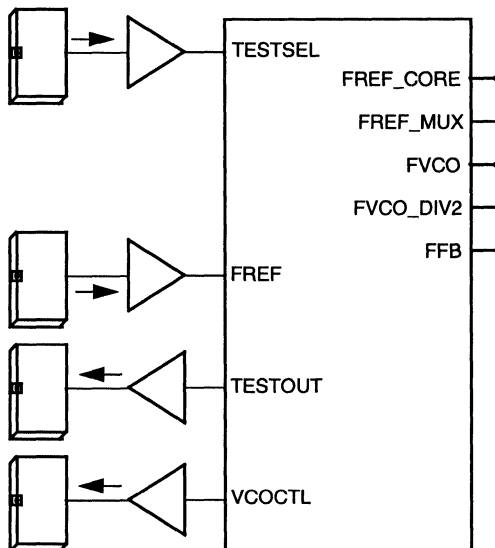 TESTSEL
FREF_CORE
FREF_MUX
FVCO
FVCO_DIV2
FFB
FREF
TESTOUT
VCOCTL